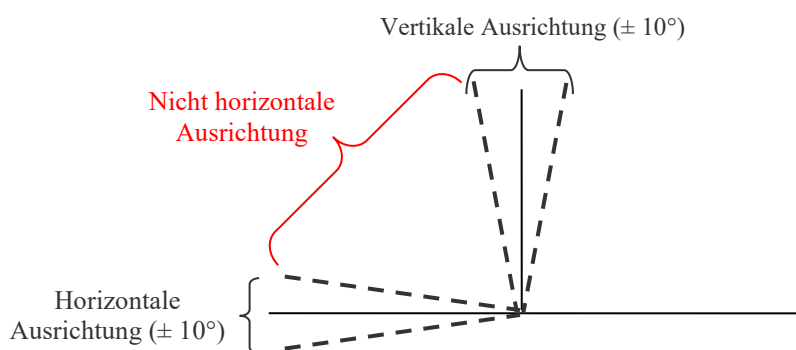 Vertikale Ausrichtung (± 10°)
Nicht horizontale
Ausrichtung
Horizontale
Ausrichtung (± 10°)